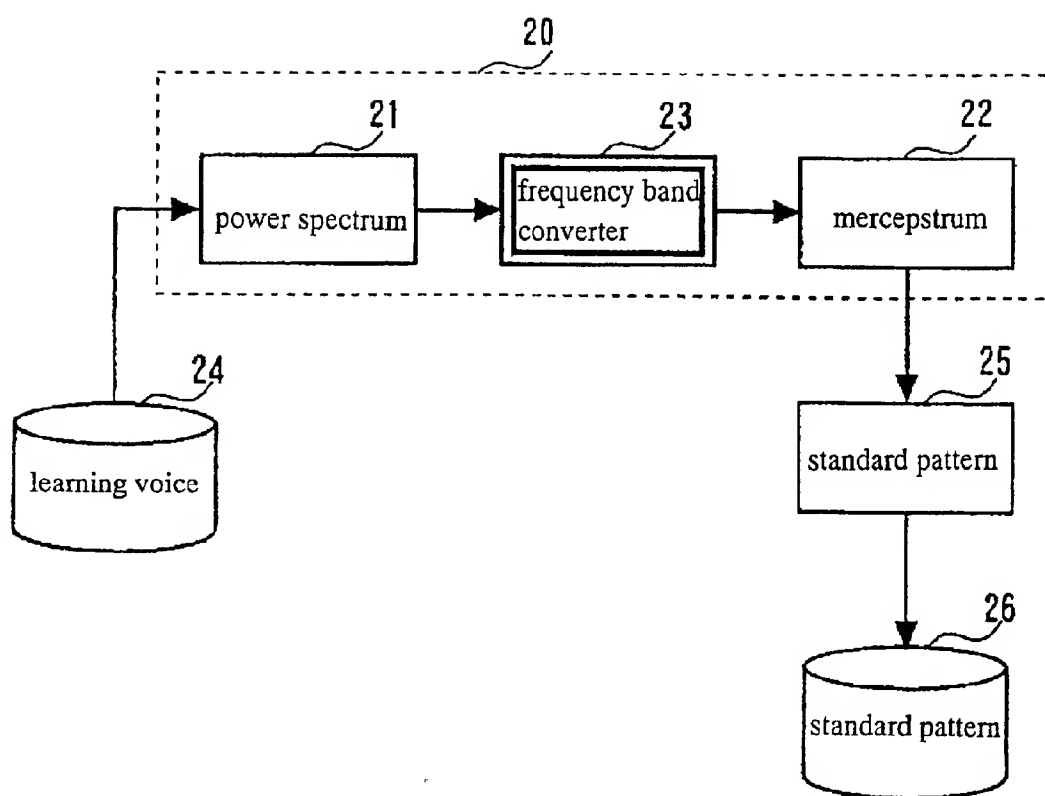 20
21
23
22
power spectrum
frequency band
converter
mercepstrum
24
25
learning voice
standard pattern
26
standard pattern